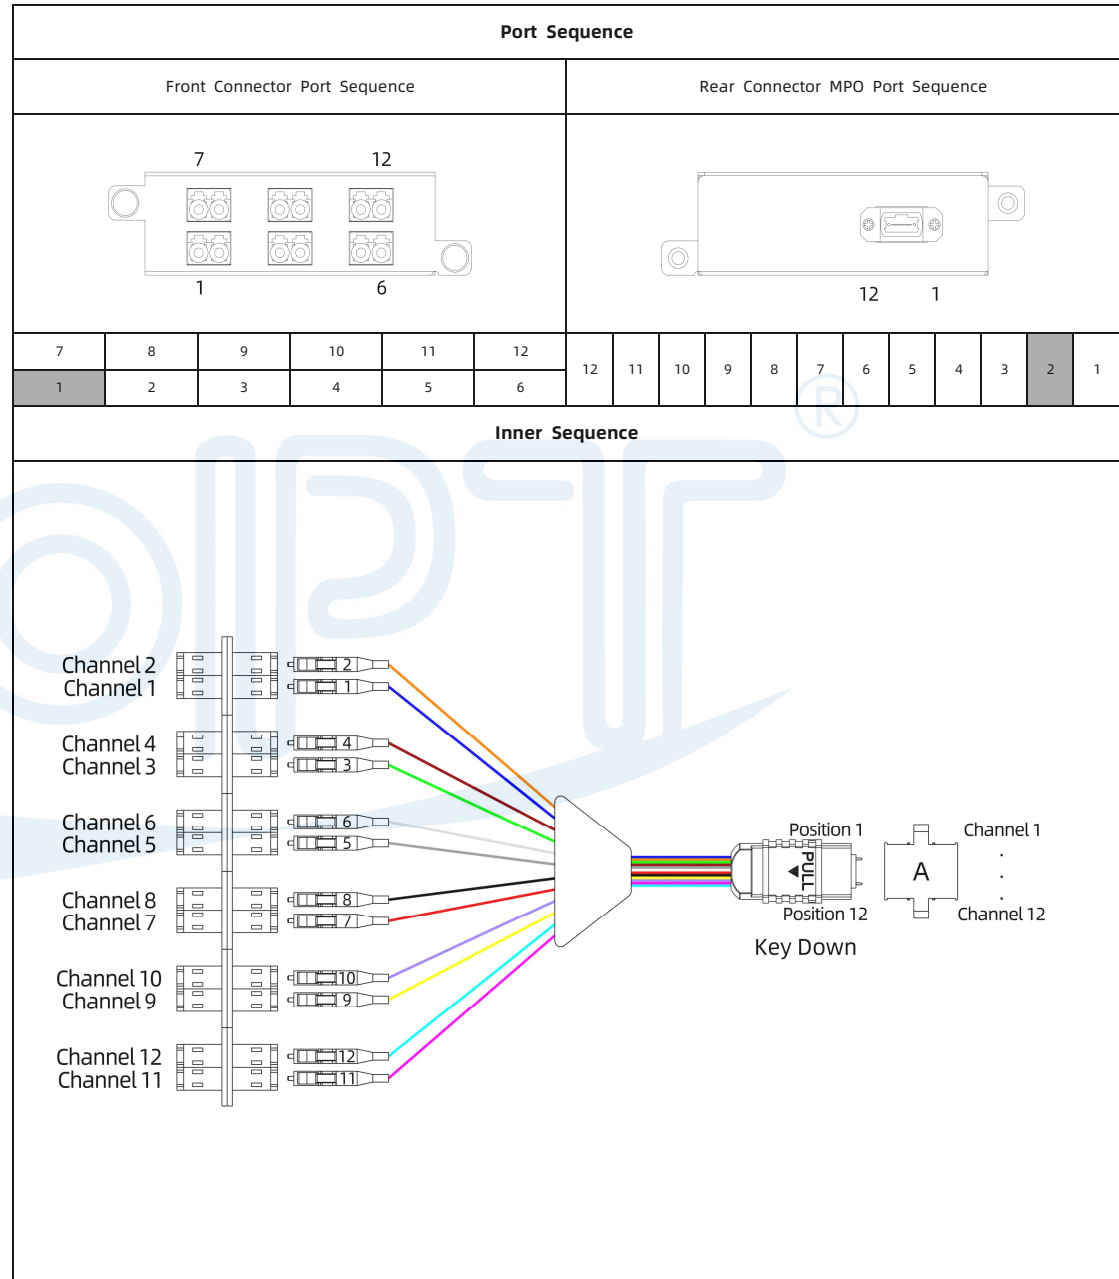 Port Sequence
Front Connector Port Sequence
Rear Connector MPO Port Sequence
7 12
1 6
12 1
7 8 9 10 11 12
1 2 3 4 5 6
12 11 10 9 8 7 6 5 4 3 2 1
Inner Sequence
OPT®
Channel 2 2
Channel 1 1
Channel 4 4
Channel 3 3
Channel 6 6
Channel 5 5
Channel 8 8
Channel 7 7
Channel 10 10
Channel 9 9
Channel 12 12
Channel 11 11
Position 1
PULL
Position 12
Key Down
A
Channel 1
Channel 12